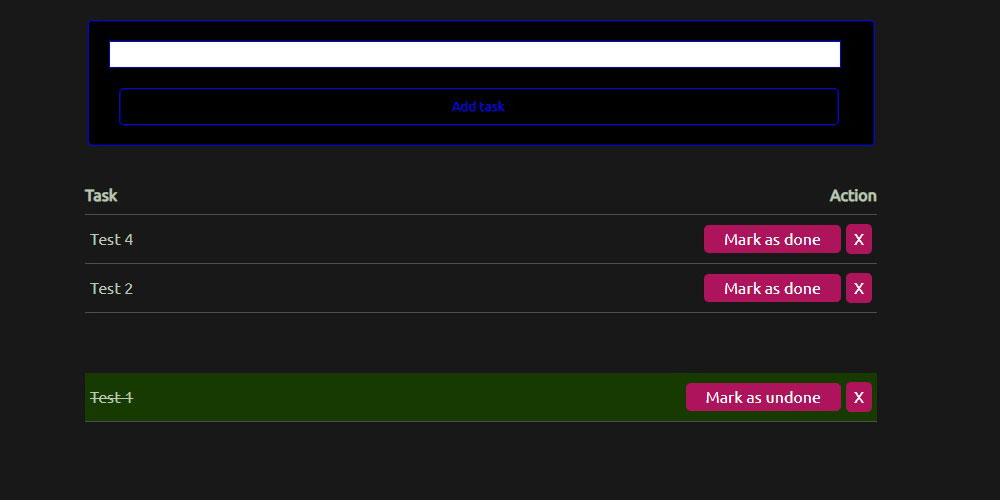 Add task
Task Action
Test 4 Mark as done X
Test 2 Mark as done X
Test 1 Mark as undone X